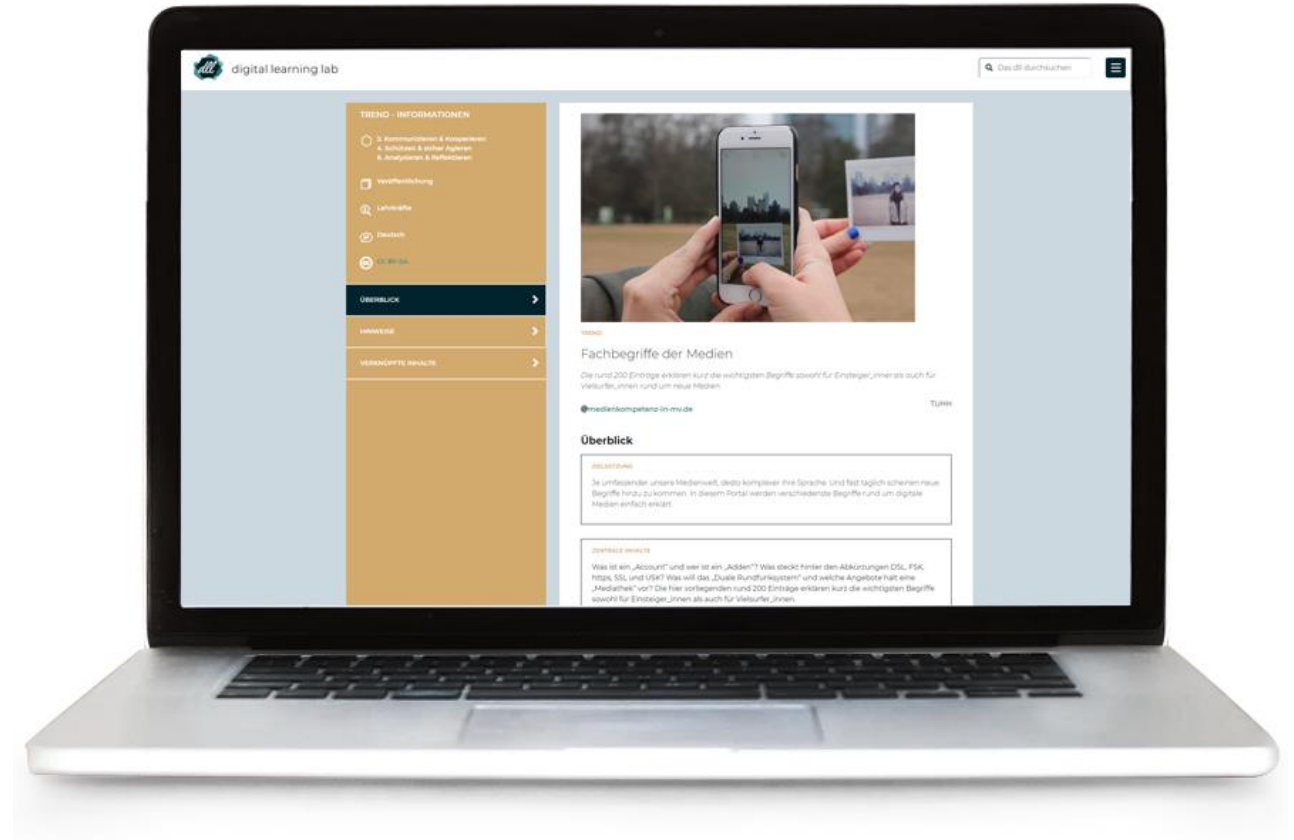 dll
digital learning lab
Das dll durchsuchen
TREND - INFORMATIONEN
3. Kommunizieren & Kooperieren
4. Schützen & sicher Agieren
6. Analysieren & Reflektieren
Veröffentlichung
Lehrkräfte
Deutsch
CC BY-SA
ÜBERBLICK
HINWEISE
VERKNÜPFTE INHALTE
TREND
Fachbegriffe der Medien
Die rund 200 Einträge erklären kurz die wichtigsten Begriffe sowohl für Einsteiger_innen als auch für
Vielsurfer_innen rund um neue Medien.
medienkompetenz-in-mv.de
TUHH
Überblick
ZIELSETZUNG
Je umfassender unsere Medienwelt, desto komplexer ihre Sprache. Und fast täglich scheinen neue
Begriffe hinzu zu kommen. In diesem Portal werden verschiedenste Begriffe rund um digitale
Medien einfach erklärt.
ZENTRALE INHALTE
Was ist ein „Account" und wer ist ein „Adden"? Was steckt hinter den Abkürzungen DSL, FSK,
https, SSL und USK? Was will das „Duale Rundfunksystem" und welche Angebote hält eine
„Mediathek" vor? Die hier vorliegenden rund 200 Einträge erklären kurz die wichtigsten Begriffe
sowohl für Einsteiger_innen als auch für Vielsurfer_innen.